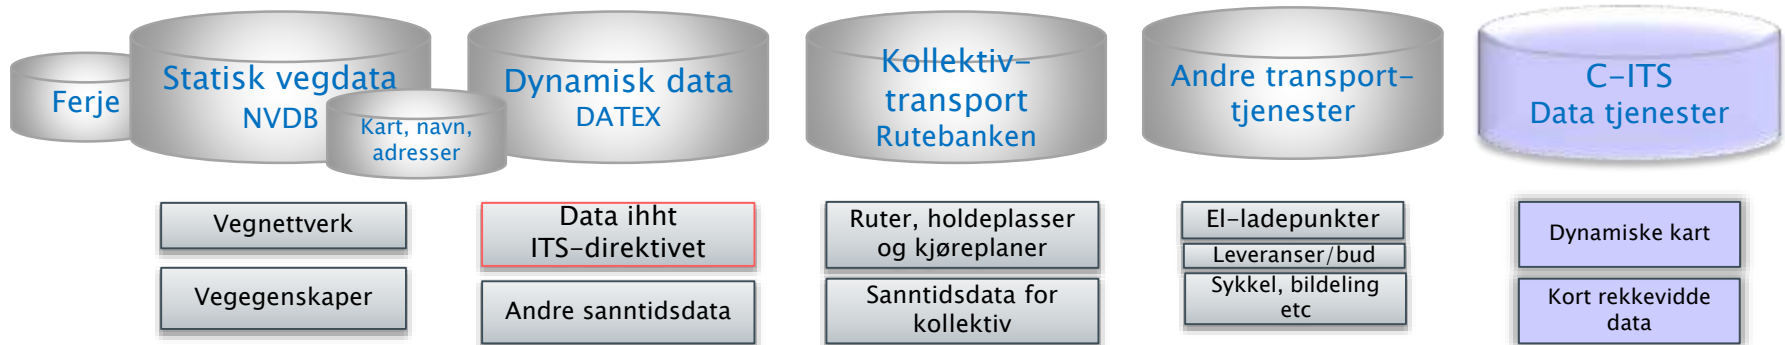 Ferje
Statisk vegdata
NVDB
Kart, navn,
adresser
Dynamisk data
DATEX
Kollektiv-
transport
Rutebanken
Andre transport-
tjenester
C-ITS
Data tjenester
Vegnettverk
Vegegenskaper
Data ihht
ITS-direktivet
Andre sanntidsdata
Ruter, holdeplasser
og kjøreplaner
Sanntidsdata for
kollektiv
El-ladepunkter
Leveranser/bud
Sykkel, bildeling
etc
Dynamiske kart
Kort rekkevidde
data